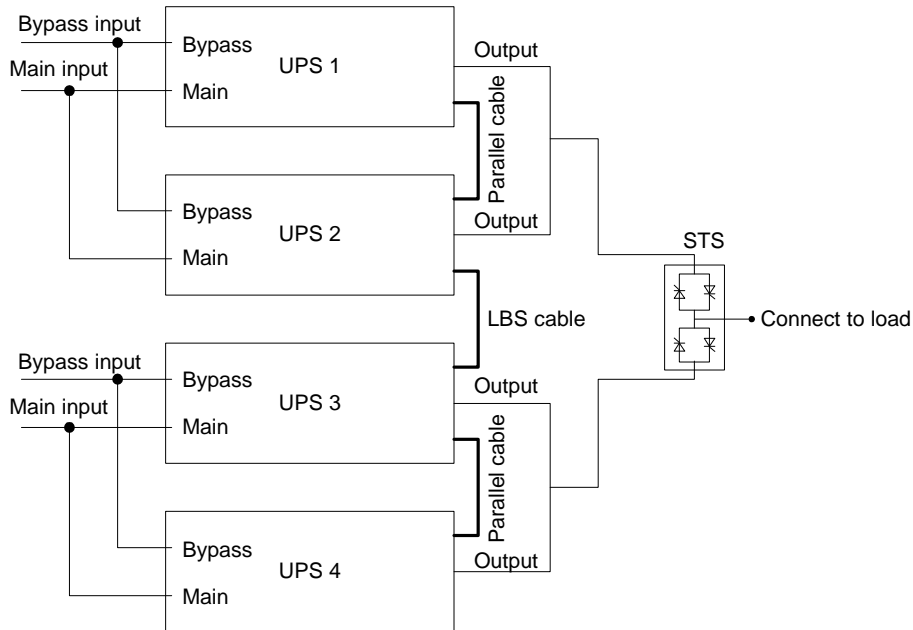 Bypass input
Main input
Bypass
UPS 1
Main
Output
Parallel cable
Bypass
UPS 2
Main
Output
LBS cable
STS
Connect to load
Bypass input
Main input
Bypass
UPS 3
Main
Output
Parallel cable
Bypass
UPS 4
Main
Output